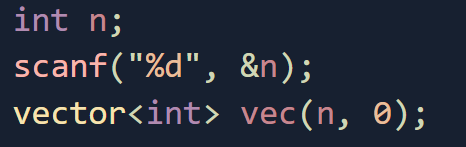 int n;
scanf("%d", &n);
vector<int> vec(n, 0);